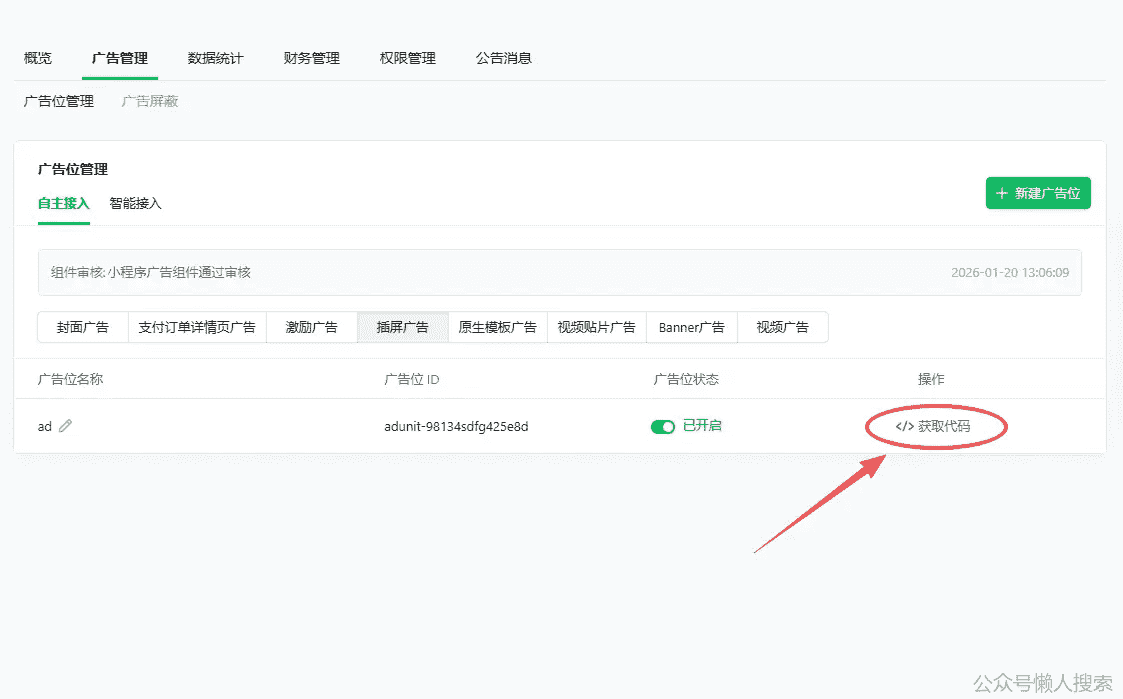 概览 广告管理 数据统计 财务管理 权限管理 公告消息
广告位管理 广告屏蔽
广告位管理
自主接入 智能接入
+ 新建广告位
组件审核: 小程序广告组件通过审核 2026-01-20 13:06:09
封面广告 支付订单详情页广告 激励广告 插屏广告 原生模板广告 视频贴片广告 Banner广告 视频广告
广告位名称 广告位 ID 广告位状态 操作
ad adunit-98134sdfg425e8d 已开启 </> 获取代码
公众号懒人搜索